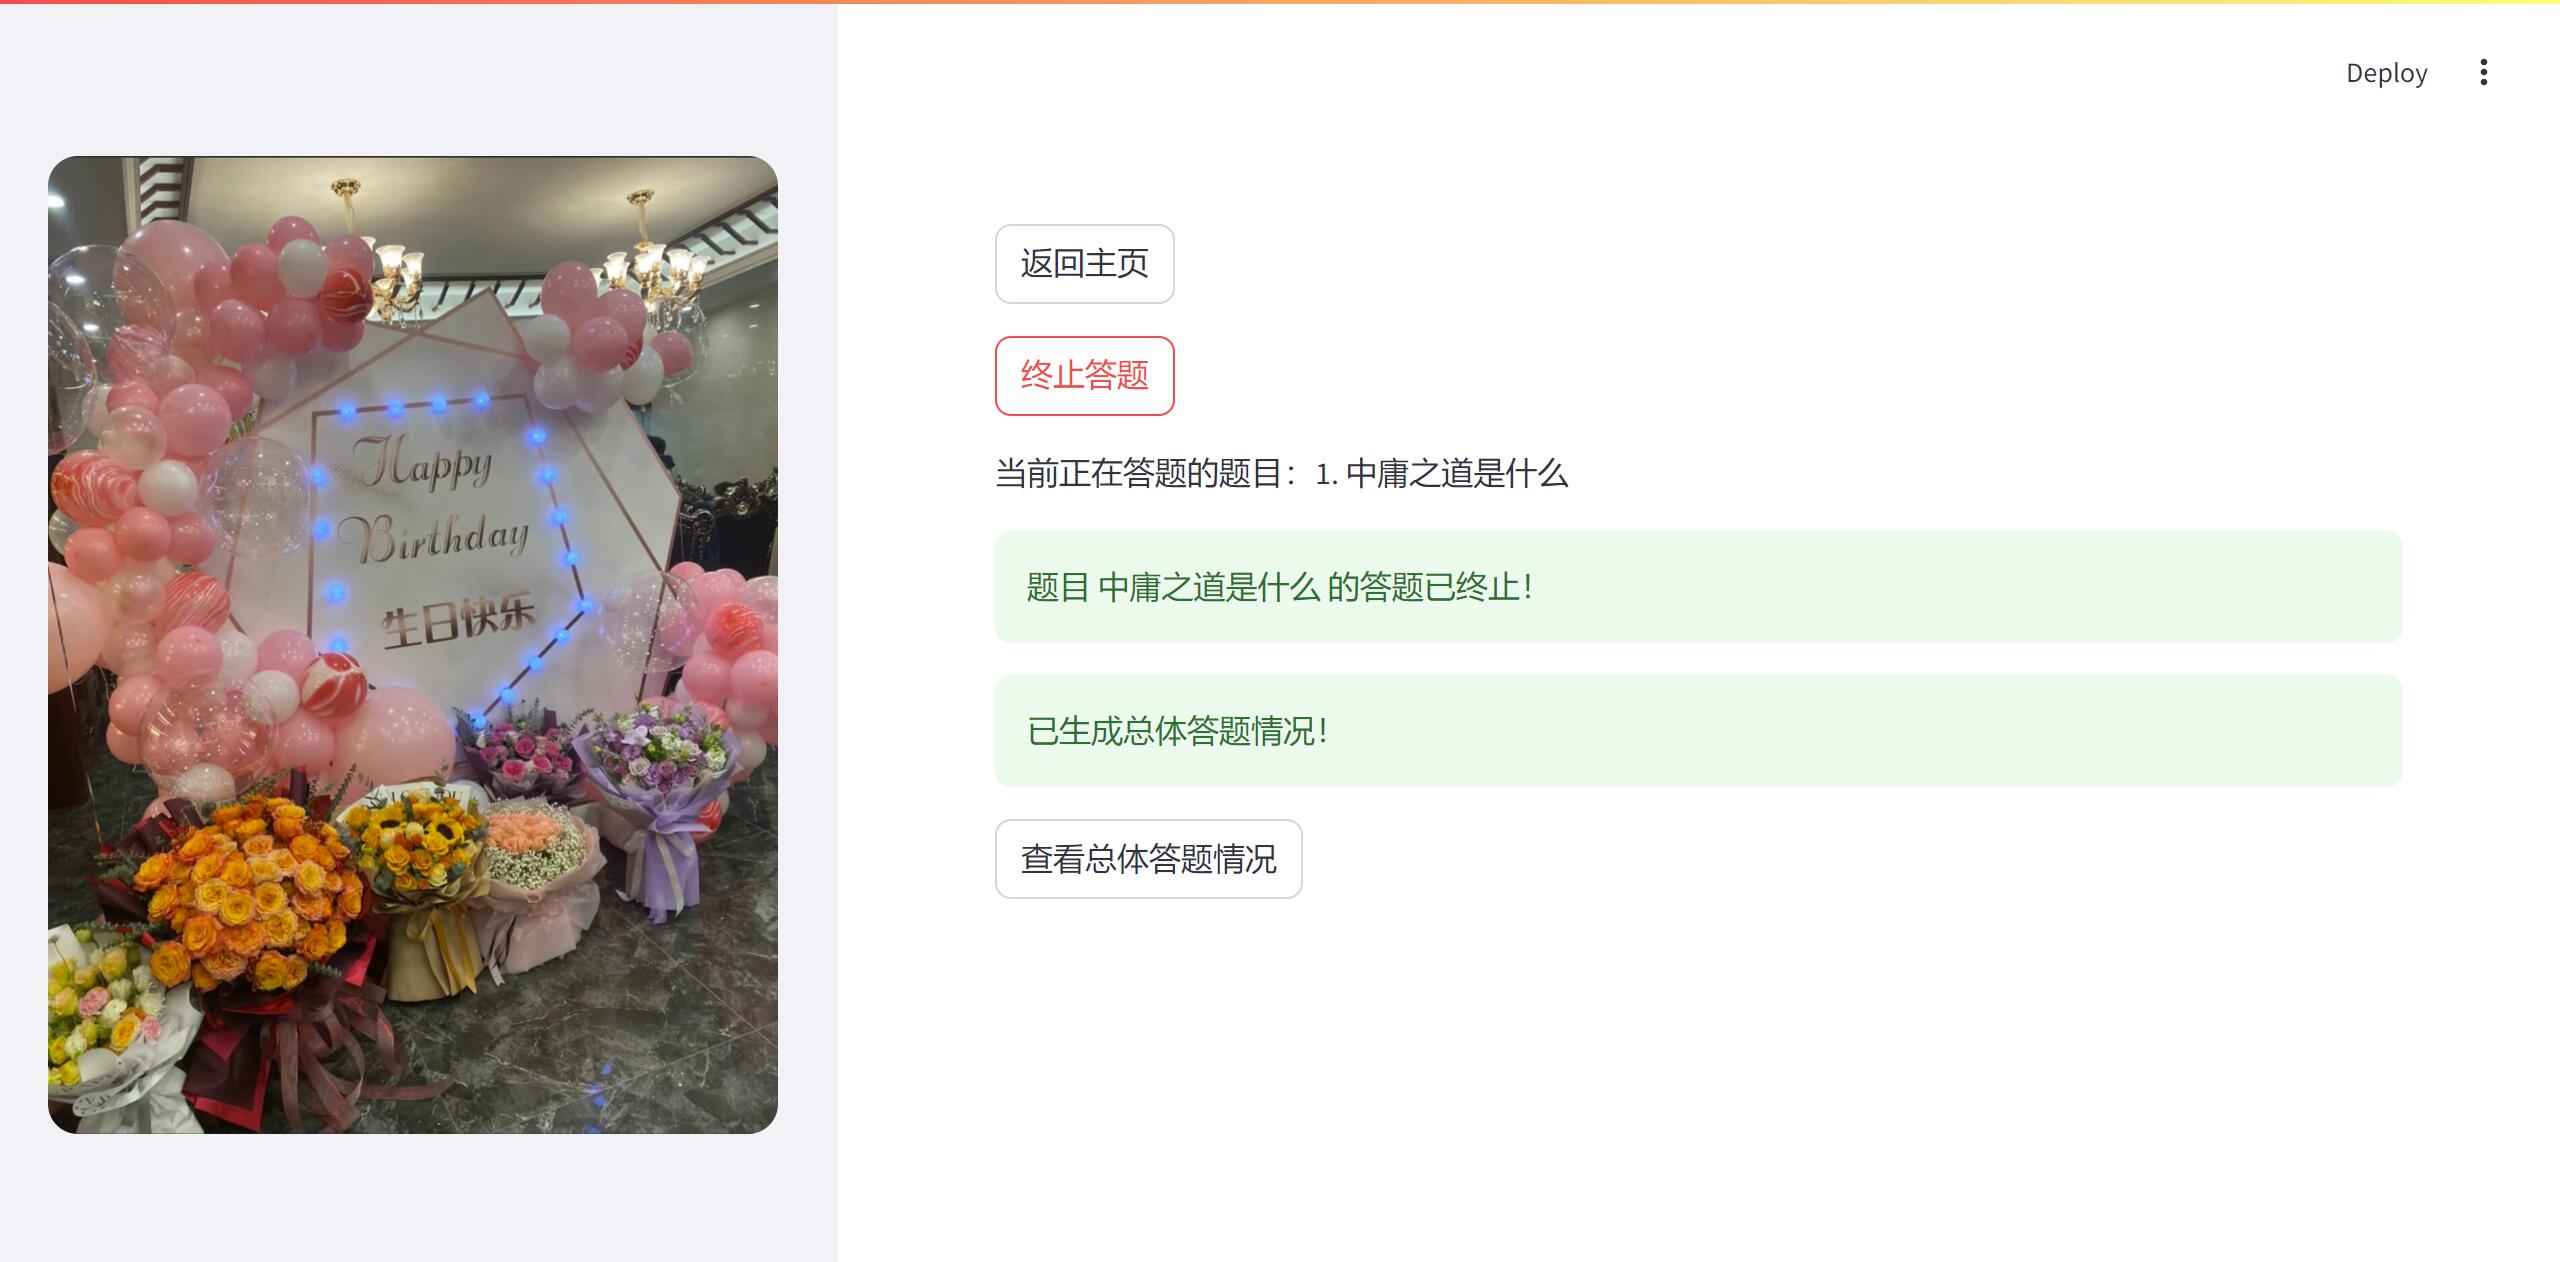 Deploy
Happy
Birthday
生日快乐
返回主页
终止答题
当前正在答题的题目：1. 中庸之道是什么
题目 中庸之道是什么 的答题已终止！
已生成总体答题情况！
查看总体答题情况